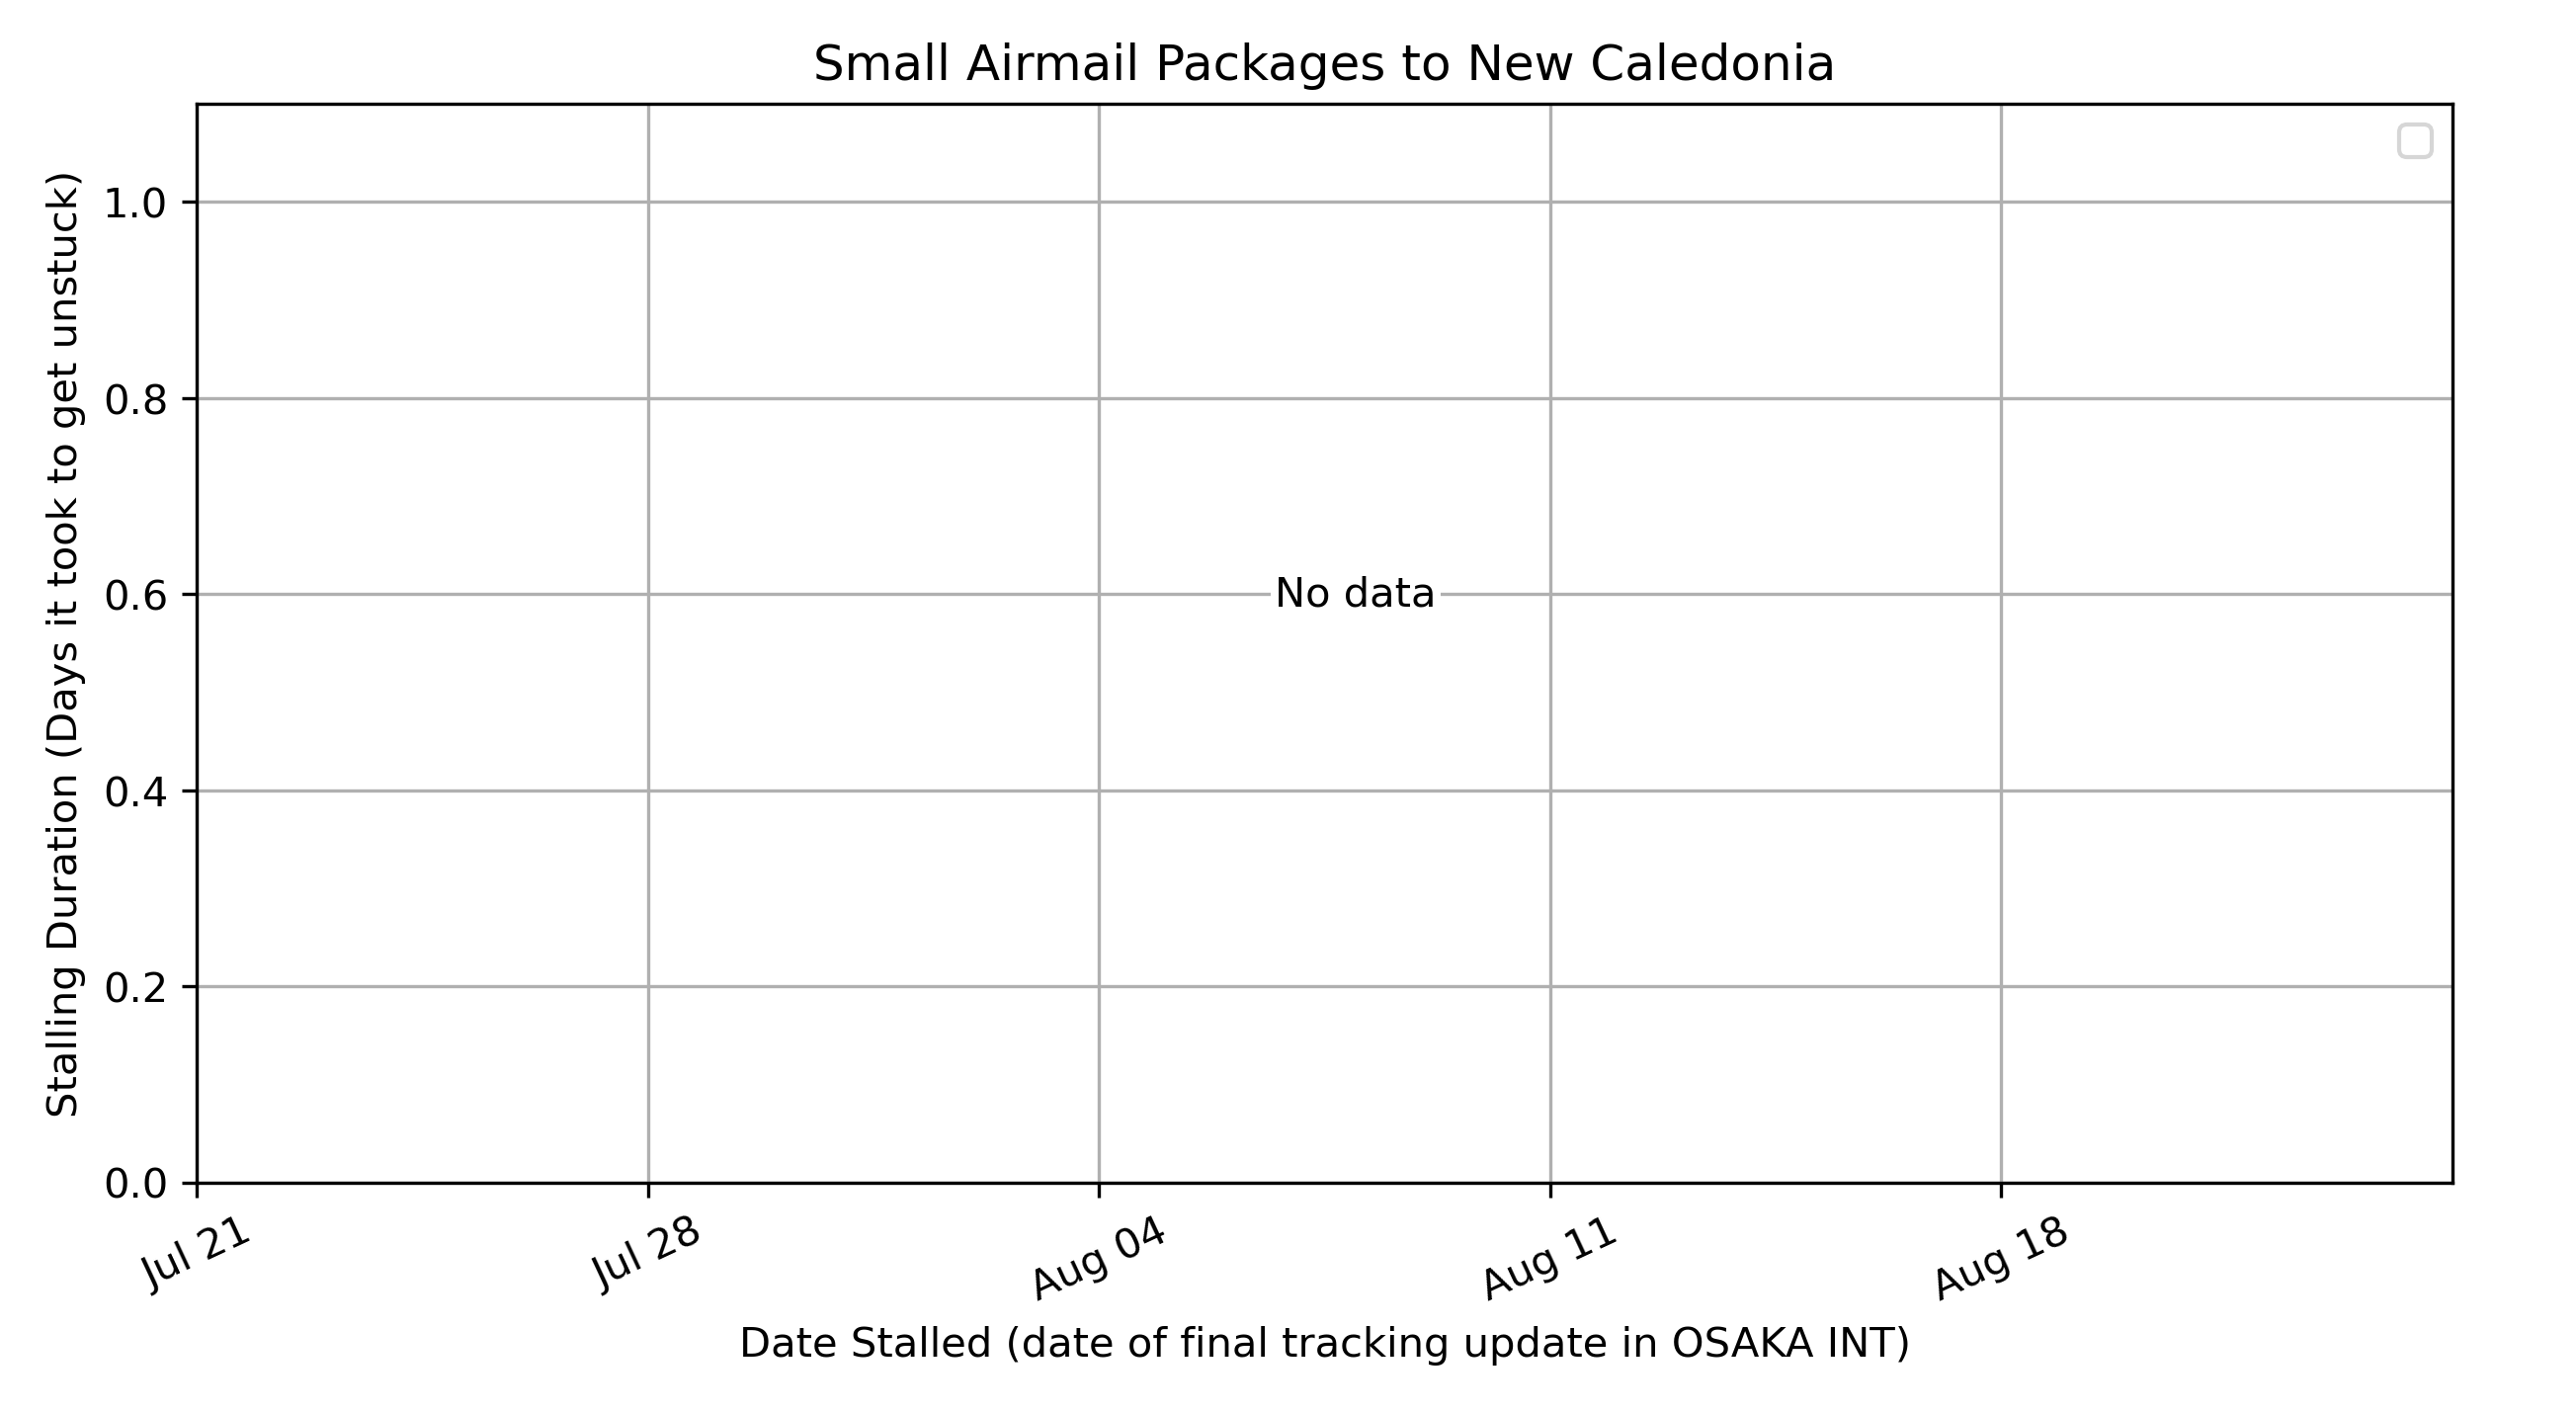 Small Airmail Packages to New Caledonia
Stalling Duration (Days it took to get unstuck)
1.0
0.8
0.6
0.4
0.2
0.0
No data
Jul 21
Jul 28
Aug 04
Aug 11
Aug 18
Date Stalled (date of final tracking update in OSAKA INT)